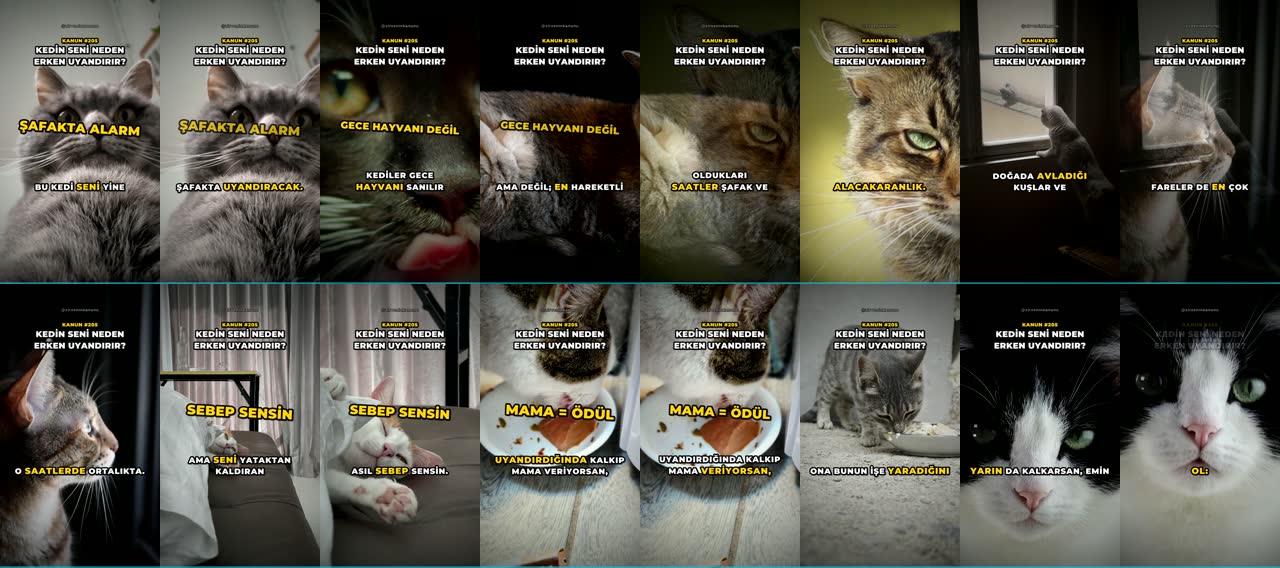 KANUN #205
KEDİN SENİ NEDEN
ERKEN UYANDIRIR?
ŞAFAKTA ALARM
BU KEDİ SENİ YİNE
KANUN #205
KEDİN SENİ NEDEN
ERKEN UYANDIRIR?
ŞAFAKTA ALARM
ŞAFAKTA UYANDIRACAK.
KANUN #205
KEDİN SENİ NEDEN
ERKEN UYANDIRIR?
GECE HAYVANI DEĞİL
KEDİLER GECE
HAYVANI SANILIR
KANUN #205
KEDİN SENİ NEDEN
ERKEN UYANDIRIR?
GECE HAYVANI DEĞİL
AMA DEĞİL; EN HAREKETLİ
KANUN #205
KEDİN SENİ NEDEN
ERKEN UYANDIRIR?
OLDUKLARI
SAATLER ŞAFAK VE
KANUN #205
KEDİN SENİ NEDEN
ERKEN UYANDIRIR?
ALACAKARANLIK.
KANUN #205
KEDİN SENİ NEDEN
ERKEN UYANDIRIR?
DOĞADA AVLADIĞI
KUŞLAR VE
KANUN #205
KEDİN SENİ NEDEN
ERKEN UYANDIRIR?
FARELER DE EN ÇOK
KANUN #205
KEDİN SENİ NEDEN
ERKEN UYANDIRIR?
O SAATLERDE ORTALIKTA.
KANUN #205
KEDİN SENİ NEDEN
ERKEN UYANDIRIR?
SEBEP SENSİN
AMA SENİ YATAKTAN
KALDIRAN
KANUN #205
KEDİN SENİ NEDEN
ERKEN UYANDIRIR?
SEBEP SENSİN
ASIL SEBEP SENSİN.
KANUN #205
KEDİN SENİ NEDEN
ERKEN UYANDIRIR?
MAMA = ÖDÜL
UYANDIRDIĞINDA KALKIP
MAMA VERİYORSAN,
KANUN #205
KEDİN SENİ NEDEN
ERKEN UYANDIRIR?
MAMA = ÖDÜL
UYANDIRDIĞINDA KALKIP
MAMA VERİYORSAN,
KANUN #205
KEDİN SENİ NEDEN
ERKEN UYANDIRIR?
ONA BUNUN İŞE YARADIĞINI
KANUN #205
KEDİN SENİ NEDEN
ERKEN UYANDIRIR?
YARIN DA KALKARSAN, EMİN
KEDİN SENİ NEDEN
ERKEN UYANDIRIR?
OL: